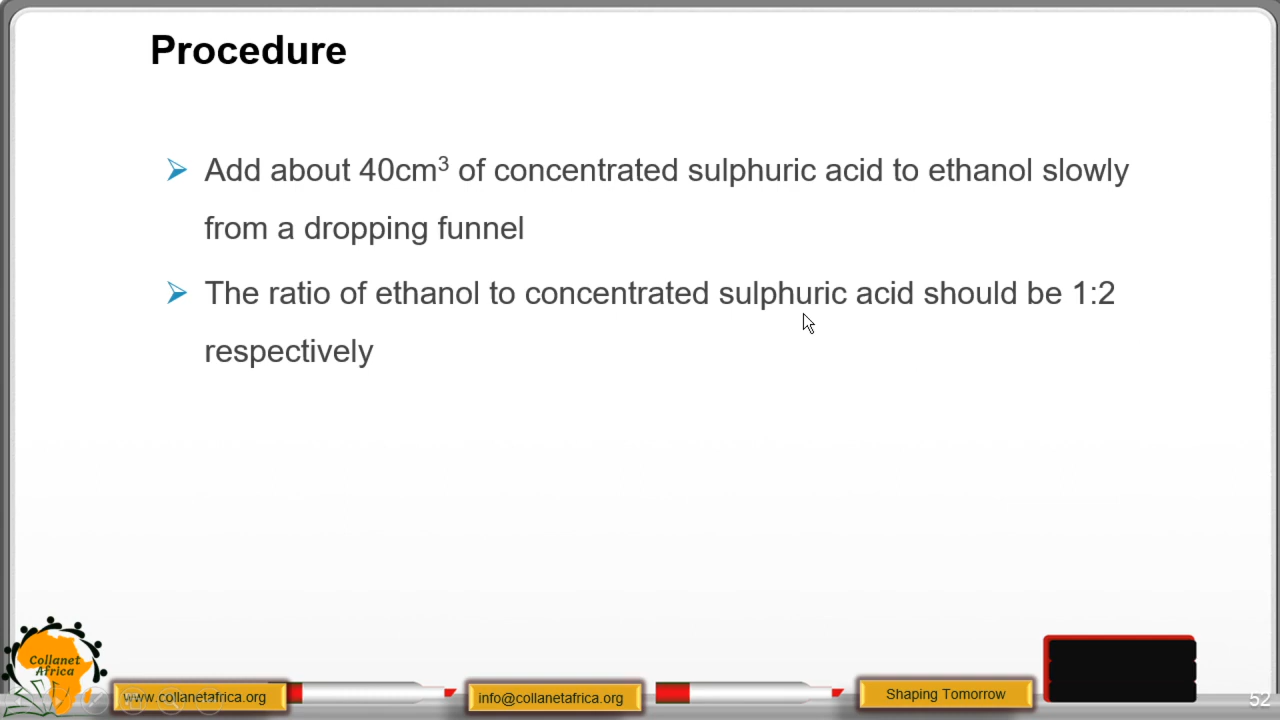 Procedure
Add about 40cm³ of concentrated sulphuric acid to ethanol slowly
from a dropping funnel
The ratio of ethanol to concentrated sulphuric acid should be 1:2
respectively
Collanet
Africa
www.collanetafrica.org
info@collanetafrica.org
Shaping Tomorrow
52